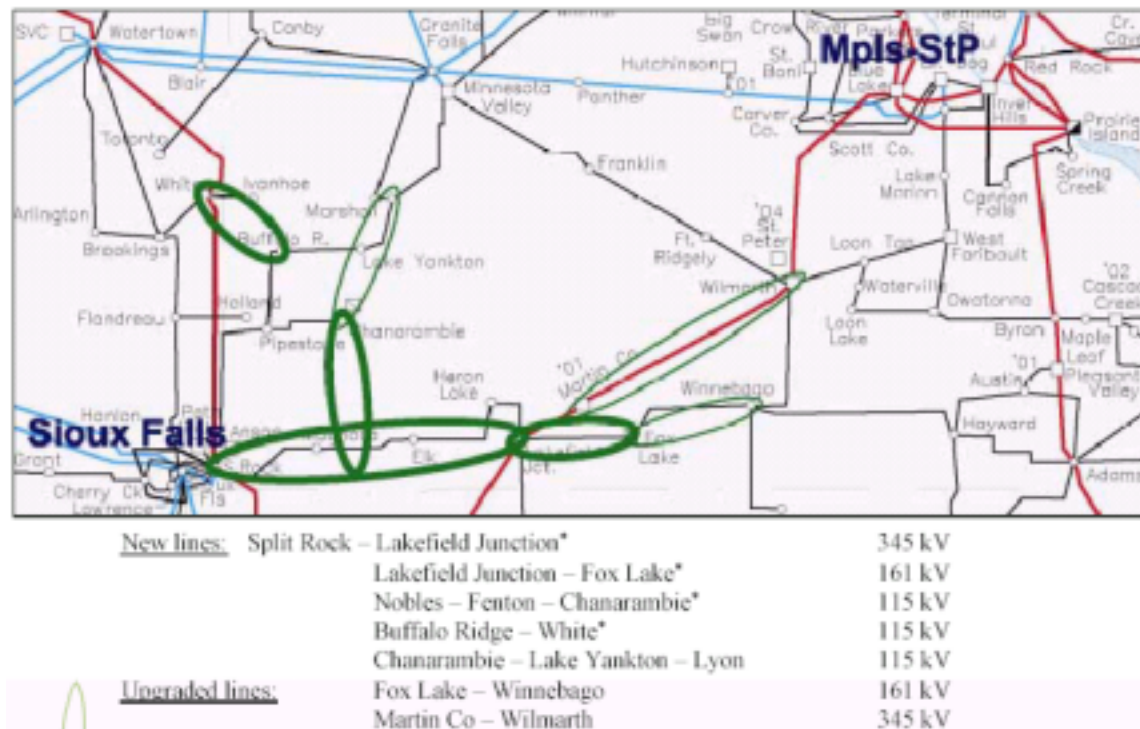 SVC
Watertown
Canby
Granite
Falls
Big
Swan
Crow River
Parkers
Terminal
Blair
Hutchinson
St.
Boni
Mpls-StP
Blue
Lake
Red Rock
Minnesota
Valley
Panther
'01
Carver
Co.
Inver
Hills
Prairie
Island
Toronto
Scott Co.
Franklin
Lake
Marion
Cannon
Falls
Spring
Creek
White
Ivanhoe
Marshall
Arlington
Brookings
Buffalo R.
Lake Yankton
'04
St.
Peter
Ft.
Ridgely
Loon Tap
West
Faribault
Wilmarth
Waterville
'02
Cascade
Creek
Holland
Flandreau
Pipestone
Chanarambie
Loon
Lake
Owatonna
Byron
Maple
Leaf
'01
Martin Co
Heron
Lake
Winnebago
Austin
'01
Pleasant
Valley
Hanlon
Sioux Falls
Anson
Hayward
Grant
S. Rock
Elk
Jct.
Fox
Lake
Adams
Cherry Ck
Lawrence
Fls
New lines: Split Rock – Lakefield Junction* 345 kV
Lakefield Junction – Fox Lake* 161 kV
Nobles – Fenton – Chanarambie* 115 kV
Buffalo Ridge – White* 115 kV
Chanarambie – Lake Yankton – Lyon 115 kV
Upgraded lines: Fox Lake – Winnebago 161 kV
Martin Co – Wilmarth 345 kV